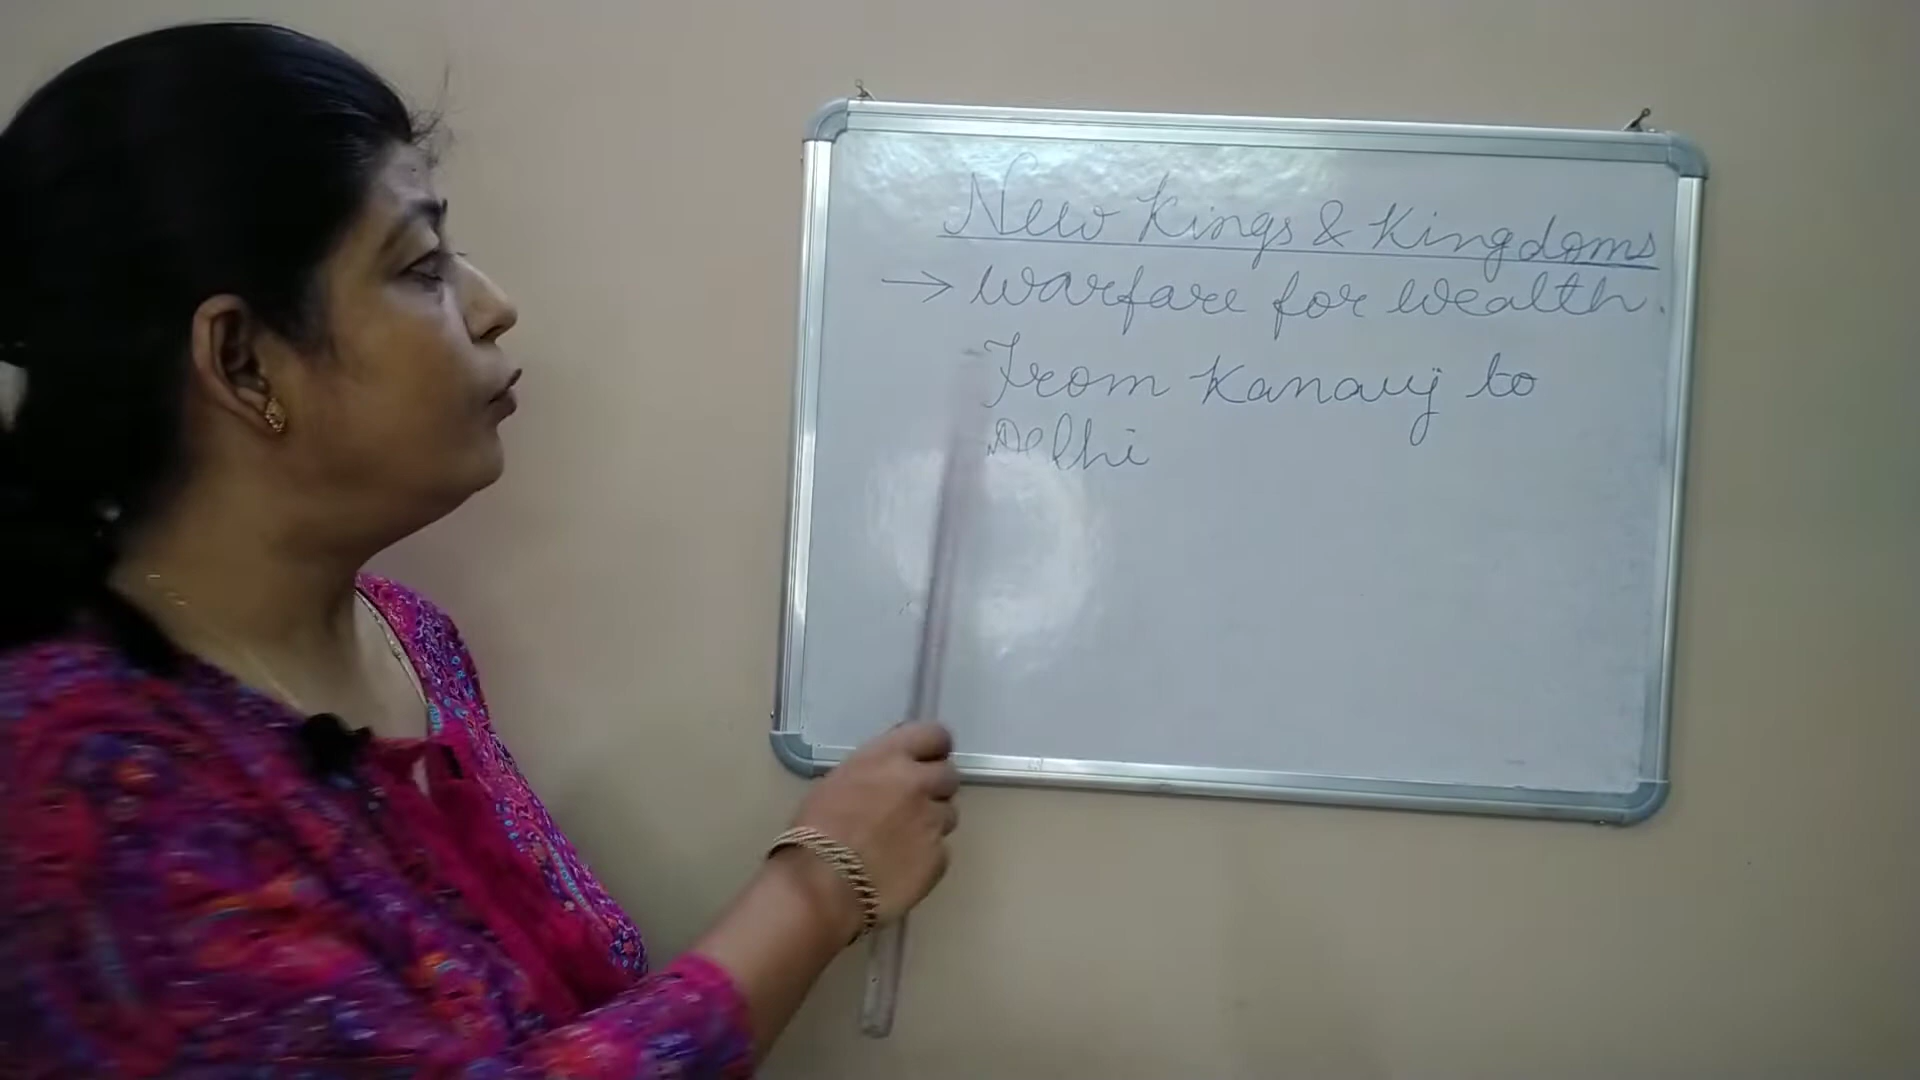 New Kings & Kingdoms
→ Warfare for Wealth.
From Kanauj to
Delhi